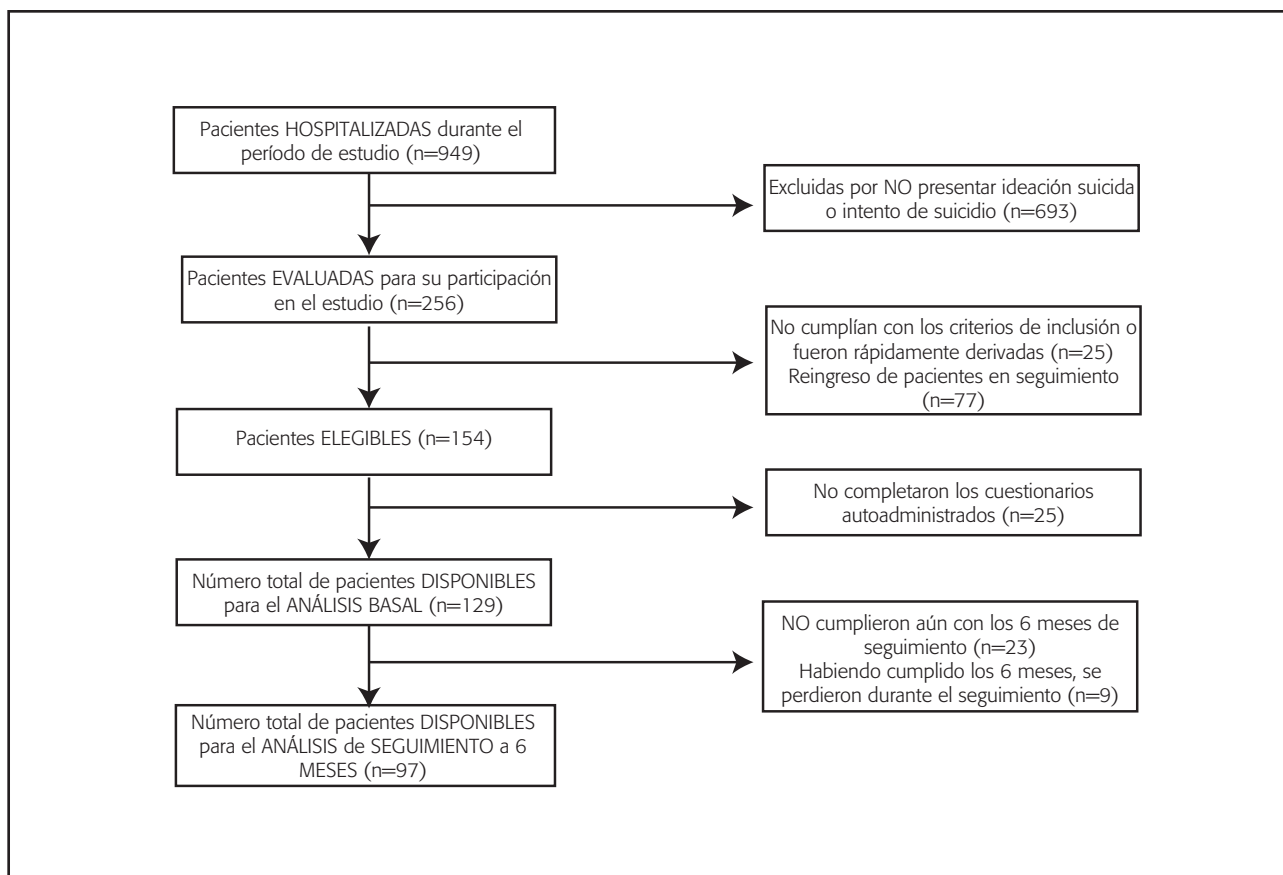 Pacientes HOSPITALIZADAS durante el
período de estudio (n=949)
Excluidas por NO presentar ideación suicida
o intento de suicidio (n=693)
Pacientes EVALUADAS para su participación
en el estudio (n=256)
No cumplían con los criterios de inclusión o
fueron rápidamente derivadas (n=25)
Reingreso de pacientes en seguimiento
(n=77)
Pacientes ELEGIBLES (n=154)
No completaron los cuestionarios
autoadministrados (n=25)
Número total de pacientes DISPONIBLES
para el ANÁLISIS BASAL (n=129)
NO cumplieron aún con los 6 meses de
seguimiento (n=23)
Habiendo cumplido los 6 meses, se
perdieron durante el seguimiento (n=9)
Número total de pacientes DISPONIBLES
para el ANÁLISIS de SEGUIMIENTO a 6
MESES (n=97)